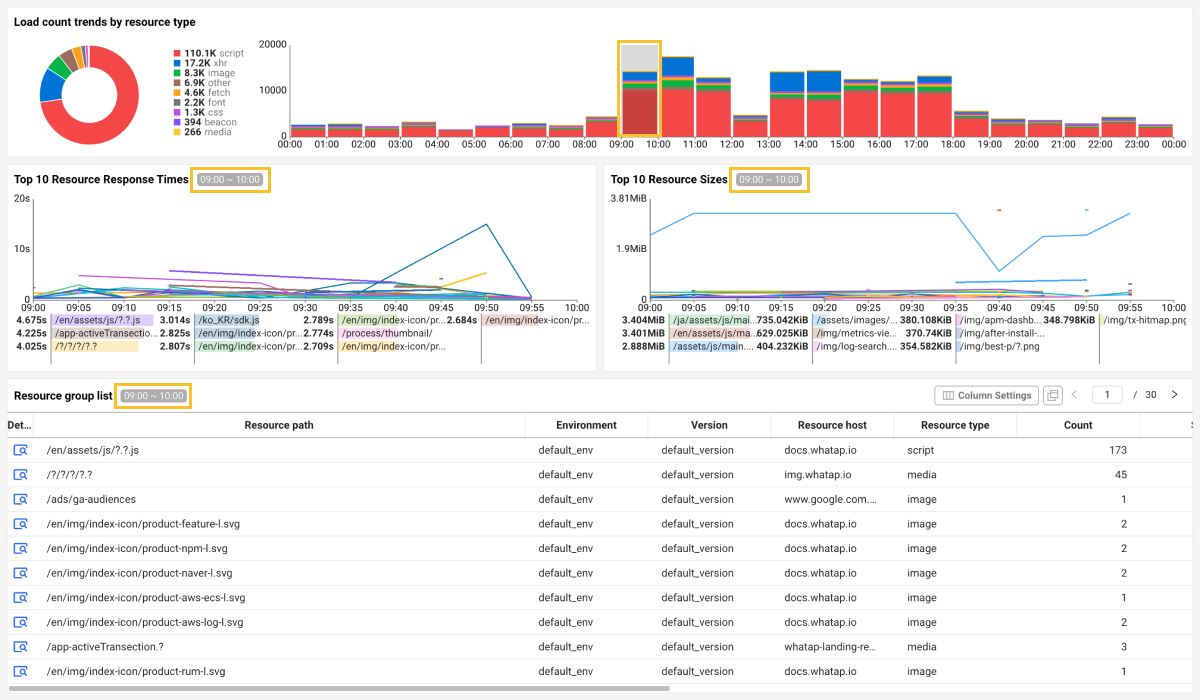 Load count trends by resource type
110.1K script
17.2K xhr
8.3K image
6.9K other
4.6K fetch
2.2K font
1.3K css
394 beacon
266 media
20000
10000
0
00:00 01:00 02:00 03:00 04:00 05:00 06:00 07:00 08:00 09:00 10:00 11:00 12:00 13:00 14:00 15:00 16:00 17:00 18:00 19:00 20:00 21:00 22:00 23:00 00:00
Top 10 Resource Response Times 09:00 ~ 10:00
20s
10s
0
09:00 09:05 09:10 09:15 09:20 09:25 09:30 09:35 09:40 09:45 09:50 09:55 10:00
4.675s /en/assets/js/?.?.js 3.014s /ko_KR/sdk.js 2.789s /en/img/index-icon/pr... 2.684s /en/img/index-icon/pr...
4.225s /app-activeTransactio... 2.825s /en/img/index-icon/pr... 2.774s /process/thumbnail/
4.025s /?/?/?/?.? 2.807s /en/img/index-icon/pr... 2.709s /en/img/index-icon/pr...
Top 10 Resource Sizes 09:00 ~ 10:00
3.81MiB
1.9MiB
0
09:00 09:05 09:10 09:15 09:20 09:25 09:30 09:35 09:40 09:45 09:50 09:55 10:00
3.404MiB /ja/assets/js/mai... 735.042KiB /assets/images/... 380.108KiB /img/apm-dashb... 348.798KiB /img/tx-hitmap.png
3.401MiB /en/assets/js/ma... 629.025KiB /img/metrics-vie... 370.74KiB /img/after-install-...
2.888MiB /assets/js/main.... 404.232KiB /img/log-search.... 354.582KiB /img/best-p/?.png
Resource group list 09:00 ~ 10:00
Column Settings 1 / 30
Det... Resource path Environment Version Resource host Resource type Count
/en/assets/js/?.?.js default_env default_version docs.whatap.io script 173
/?/?/?/?.? default_env default_version img.whatap.io media 45
/ads/ga-audiences default_env default_version www.google.com.... image 1
/en/img/index-icon/product-feature-l.svg default_env default_version docs.whatap.io image 2
/en/img/index-icon/product-npm-l.svg default_env default_version docs.whatap.io image 2
/en/img/index-icon/product-naver-l.svg default_env default_version docs.whatap.io image 2
/en/img/index-icon/product-aws-ecs-l.svg default_env default_version docs.whatap.io image 1
/en/img/index-icon/product-aws-log-l.svg default_env default_version docs.whatap.io image 2
/app-activeTransaction.? default_env default_version whatap-landing-re... media 3
/en/img/index-icon/product-rum-l.svg default_env default_version docs.whatap.io image 1